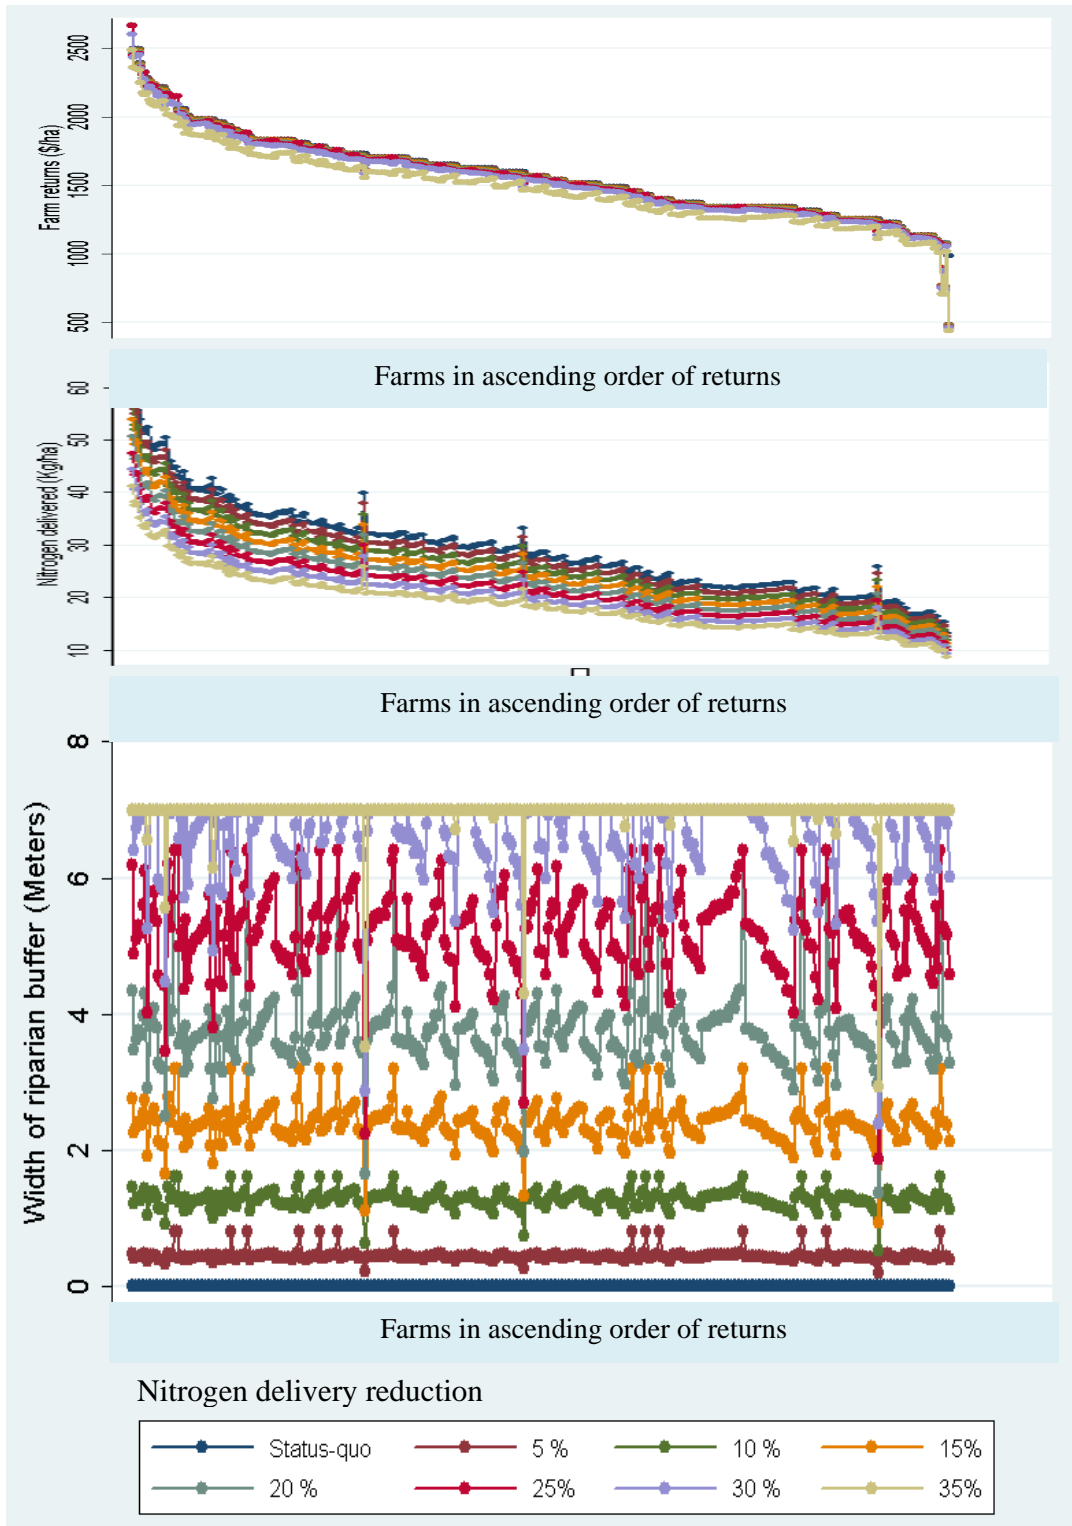 2500
2000
1500
1000
500
Farm returns ($/ha)
Farms in ascending order of returns
60
50
40
30
20
10
Nitrogen delivered (Kg/ha)
Farms in ascending order of returns
8
6
4
2
0
Width of riparian buffer (Meters)
Farms in ascending order of returns
Nitrogen delivery reduction
Status-quo 5 % 10 % 15%
20 % 25% 30 % 35%